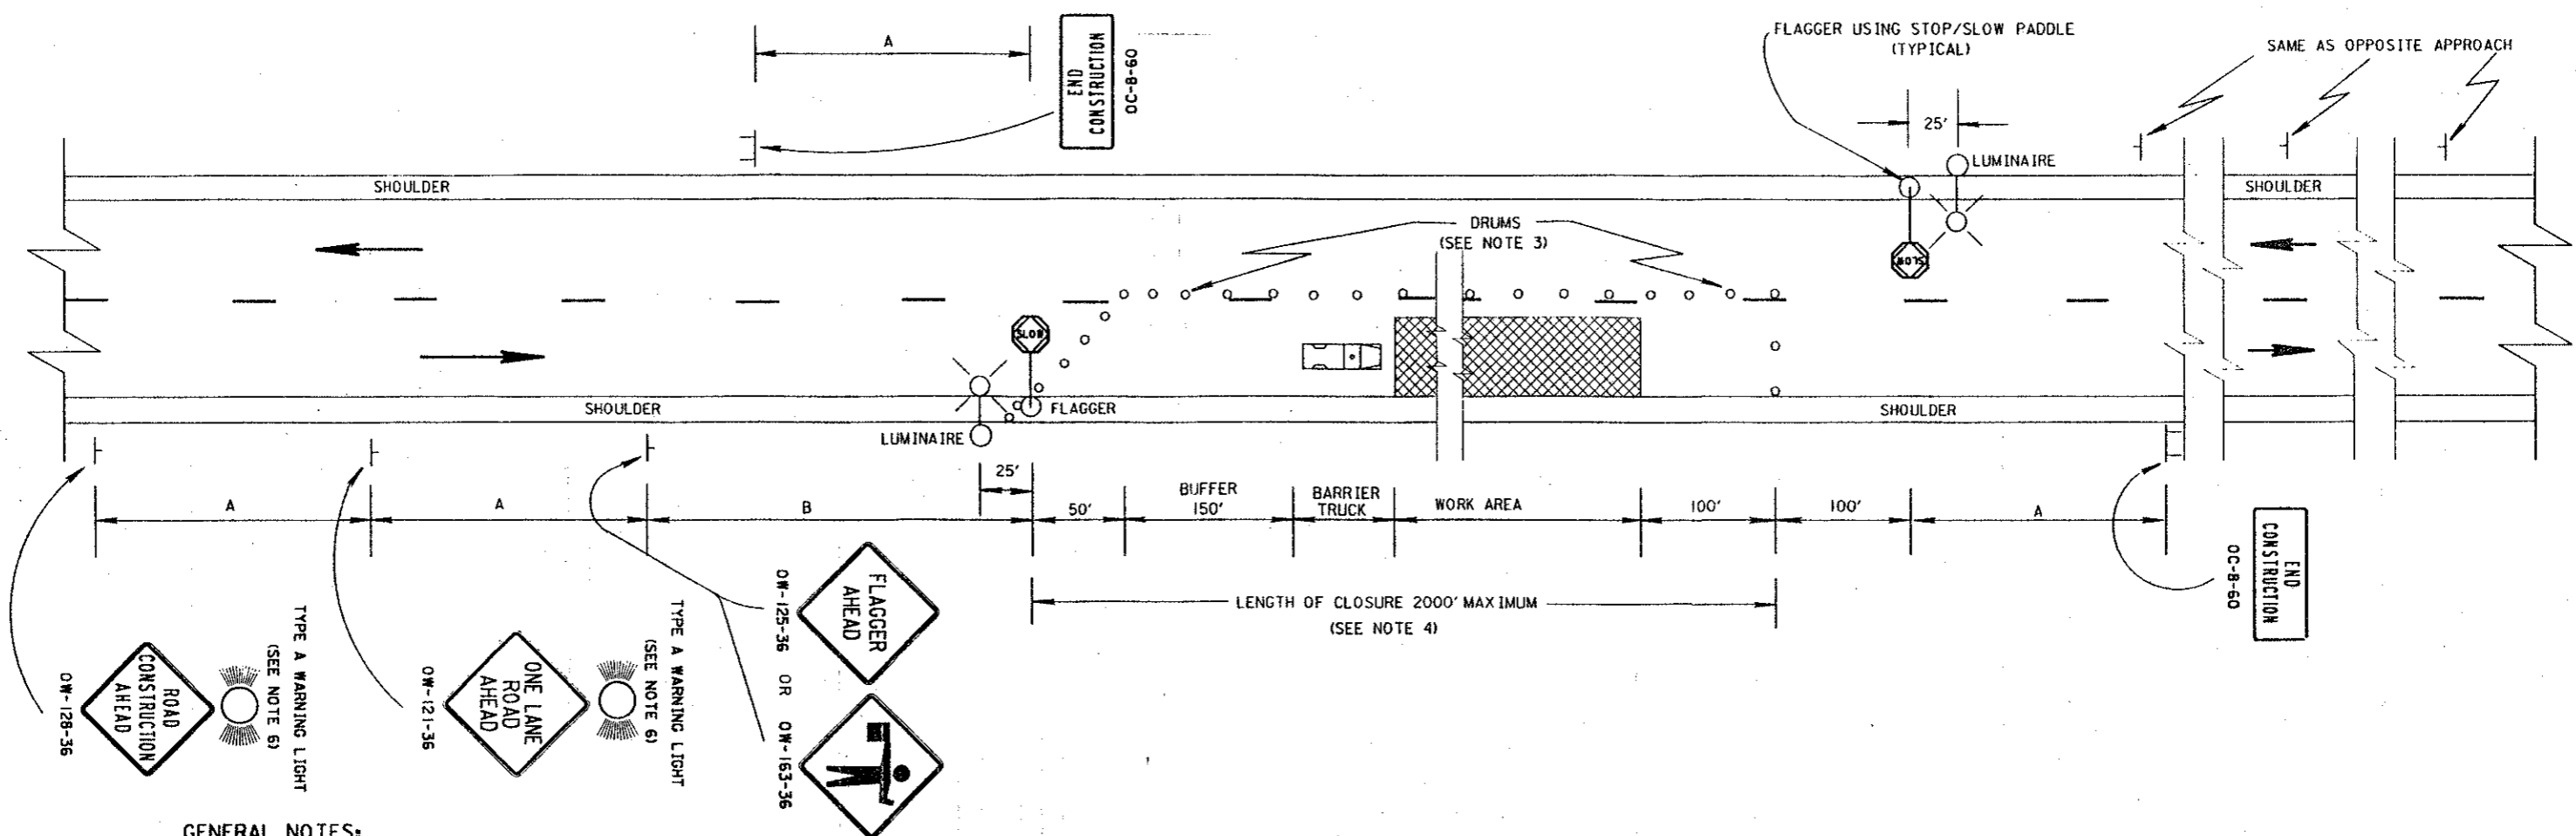 A
END
CONSTRUCTION
OC-8-60
FLAGGER USING STOP/SLOW PADDLE
(TYPICAL)
SAME AS OPPOSITE APPROACH
25'
LUMINAIRE
SHOULDER
SHOULDER
DRUMS
(SEE NOTE 3)
SLOW
SLOW
SHOULDER
FLAGGER
SHOULDER
LUMINAIRE
25'
A
A
B
50'
BUFFER
150'
BARRIER
TRUCK
WORK AREA
100'
100'
A
END
CONSTRUCTION
OC-8-60
LENGTH OF CLOSURE 2000' MAXIMUM
(SEE NOTE 4)
ROAD
CONSTRUCTION
AHEAD
OW-128-36
TYPE A WARNING LIGHT
(SEE NOTE 6)
ONE LANE
ROAD
AHEAD
OW-121-36
TYPE A WARNING LIGHT
(SEE NOTE 6)
FLAGGER
AHEAD
OW-125-36 OR OW-163-36
GENERAL NOTES: